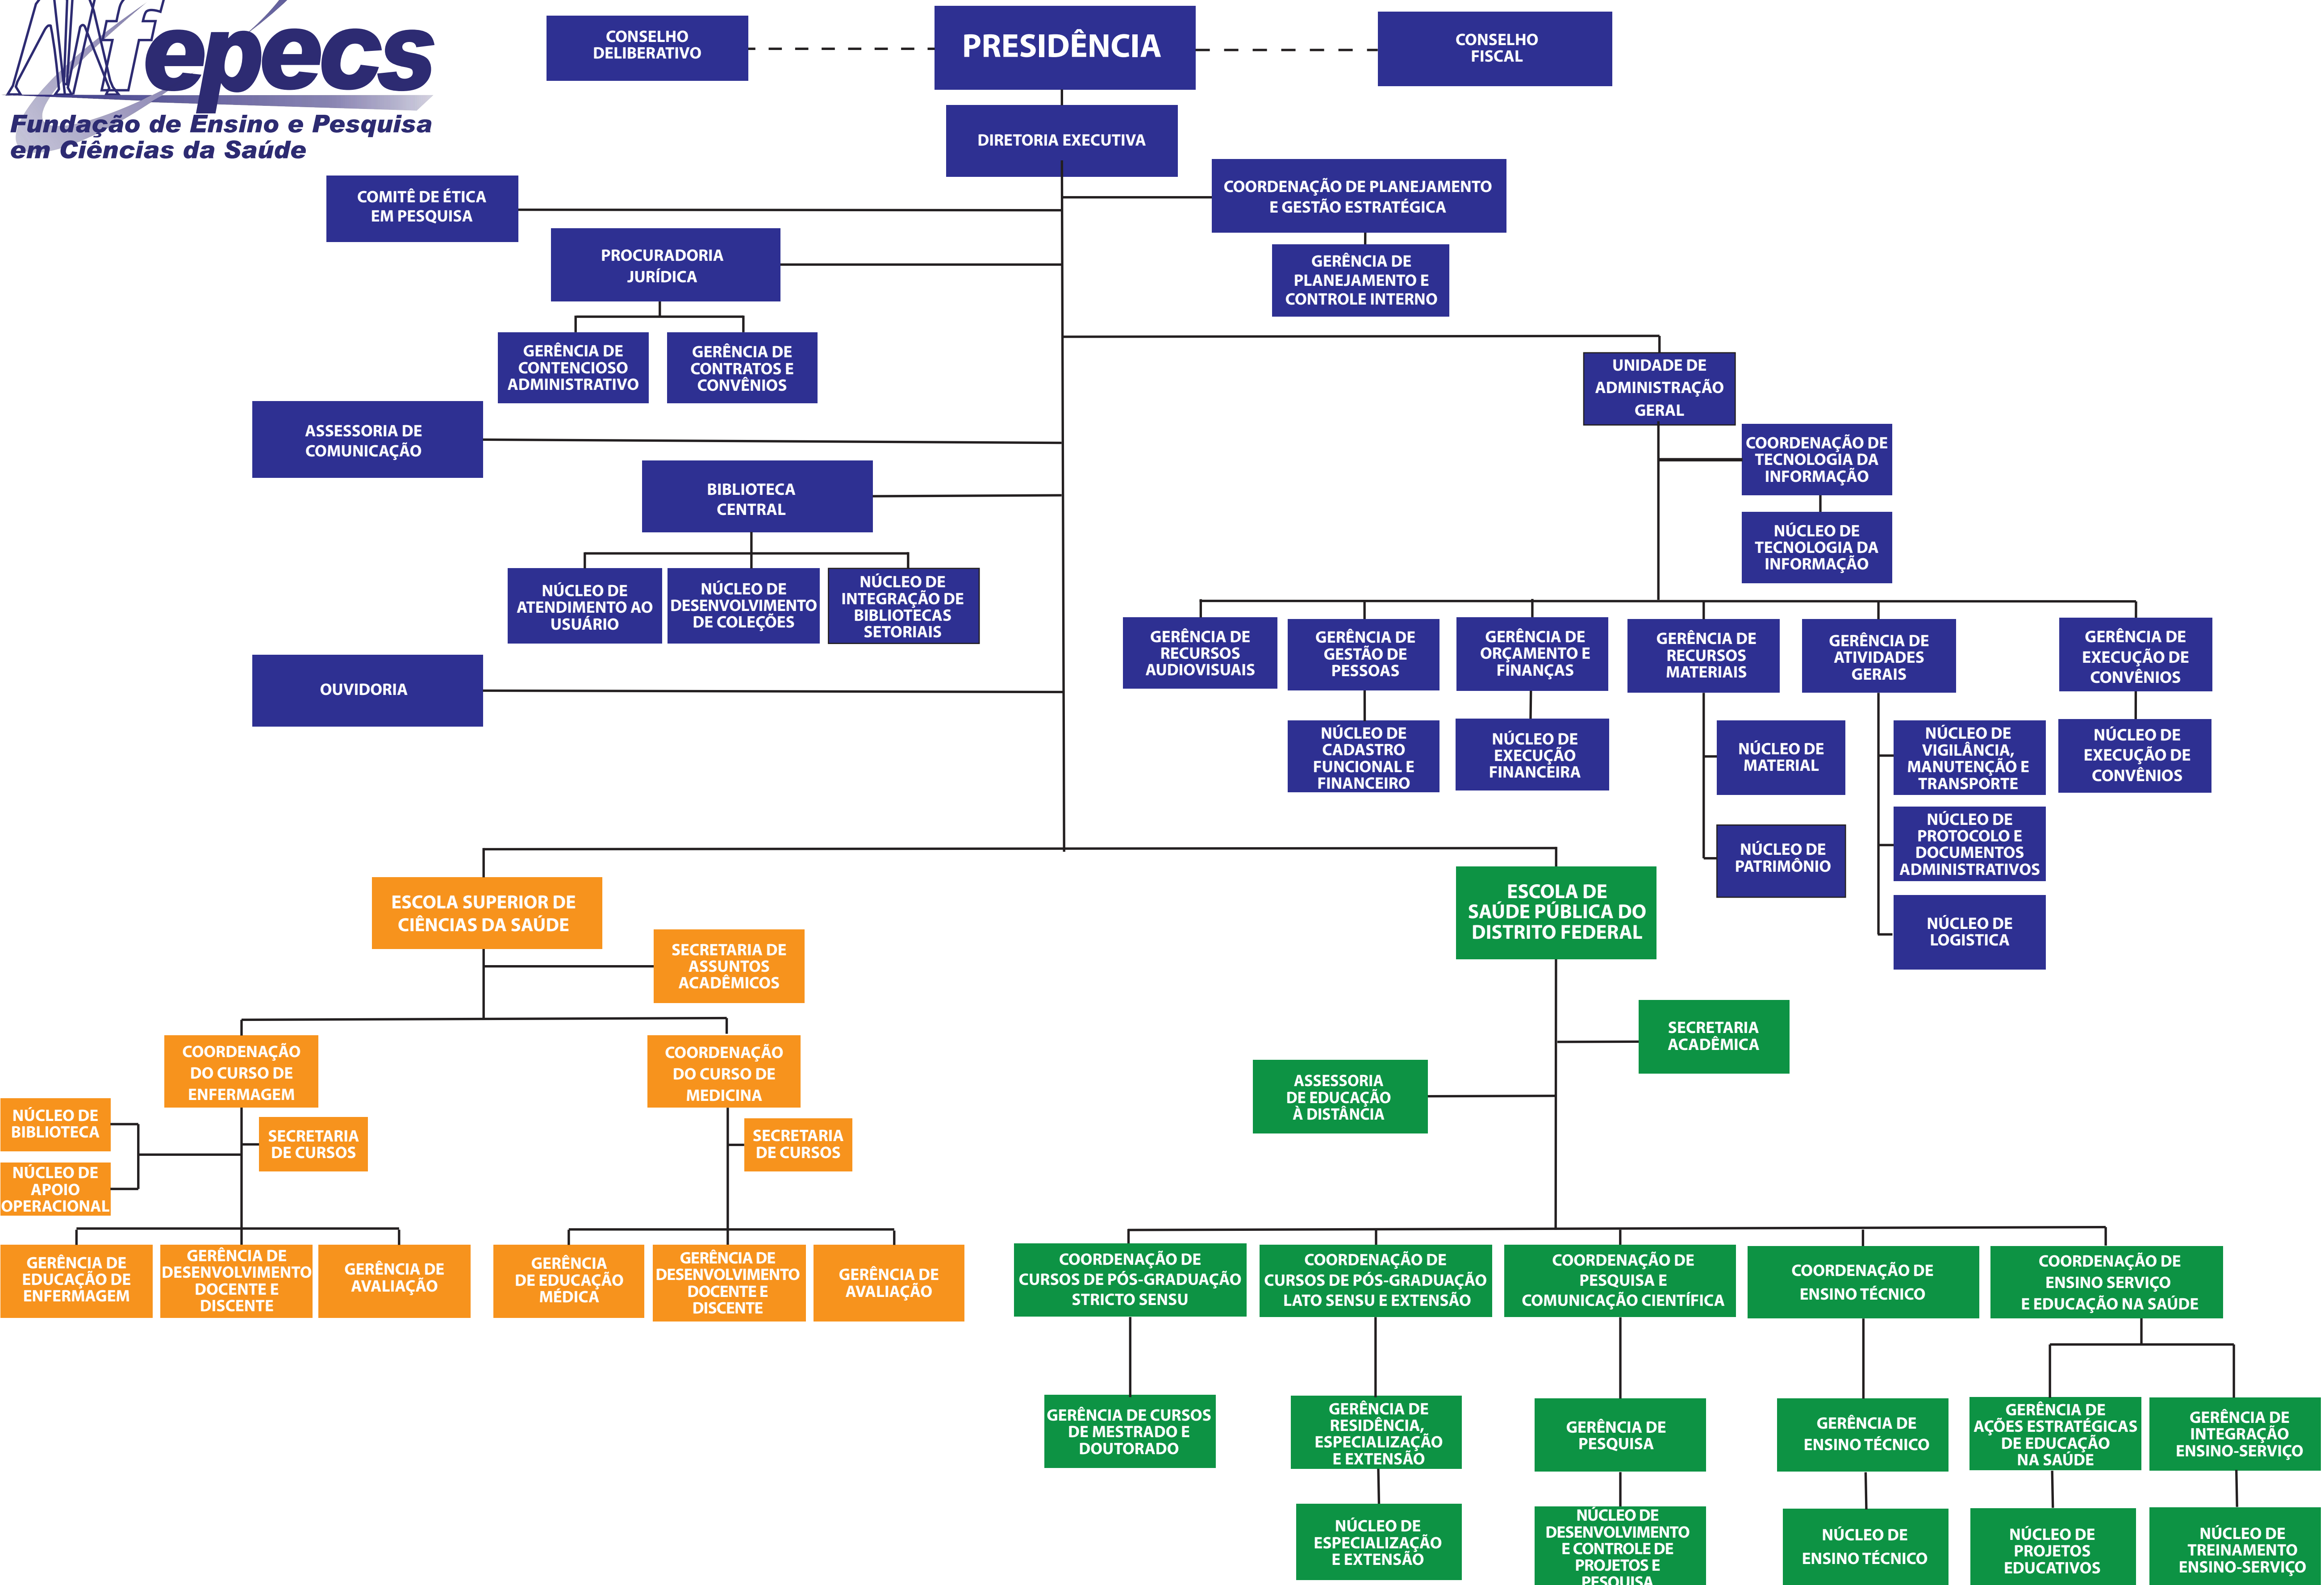 fepecs
Fundação de Ensino e Pesquisa
em Ciências da Saúde
CONSELHO
DELIBERATIVO
PRESIDÊNCIA
CONSELHO
FISCAL
DIRETORIA EXECUTIVA
COMITÊ DE ÉTICA
EM PESQUISA
COORDENAÇÃO DE PLANEJAMENTO
E GESTÃO ESTRATÉGICA
PROCURADORIA
JURÍDICA
GERÊNCIA DE
PLANEJAMENTO E
CONTROLE INTERNO
GERÊNCIA DE
CONTENCIOSO
ADMINISTRATIVO
GERÊNCIA DE
CONTRATOS E
CONVÊNIOS
UNIDADE DE
ADMINISTRAÇÃO
GERAL
ASSESSORIA DE
COMUNICAÇÃO
COORDENAÇÃO DE
TECNOLOGIA DA
INFORMAÇÃO
BIBLIOTECA
CENTRAL
NÚCLEO DE
TECNOLOGIA DA
INFORMAÇÃO
NÚCLEO DE
ATENDIMENTO AO
USUÁRIO
NÚCLEO DE
DESENVOLVIMENTO
DE COLEÇÕES
NÚCLEO DE
INTEGRAÇÃO DE
BIBLIOTECAS
SETORIAIS
GERÊNCIA DE
RECURSOS
AUDIOVISUAIS
GERÊNCIA DE
GESTÃO DE
PESSOAS
GERÊNCIA DE
ORÇAMENTO E
FINANÇAS
GERÊNCIA DE
RECURSOS
MATERIAIS
GERÊNCIA DE
ATIVIDADES
GERAIS
GERÊNCIA DE
EXECUÇÃO DE
CONVÊNIOS
OUVIDORIA
NÚCLEO DE
CADASTRO
FUNCIONAL E
FINANCEIRO
NÚCLEO DE
EXECUÇÃO
FINANCEIRA
NÚCLEO DE
MATERIAL
NÚCLEO DE
VIGILÂNCIA,
MANUTENÇÃO E
TRANSPORTE
NÚCLEO DE
EXECUÇÃO DE
CONVÊNIOS
NÚCLEO DE
PATRIMÔNIO
NÚCLEO DE
PROTOCOLO E
DOCUMENTOS
ADMINISTRATIVOS
NÚCLEO DE
LOGISTICA
ESCOLA SUPERIOR DE
CIÊNCIAS DA SAÚDE
ESCOLA DE
SAÚDE PÚBLICA DO
DISTRITO FEDERAL
SECRETARIA DE
ASSUNTOS
ACADÊMICOS
SECRETARIA
ACADÊMICA
COORDENAÇÃO
DO CURSO DE
ENFERMAGEM
COORDENAÇÃO
DO CURSO DE
MEDICINA
ASSESSORIA
DE EDUCAÇÃO
À DISTÂNCIA
NÚCLEO DE
BIBLIOTECA
SECRETARIA
DE CURSOS
SECRETARIA
DE CURSOS
NÚCLEO DE
APOIO
OPERACIONAL
GERÊNCIA DE
EDUCAÇÃO DE
ENFERMAGEM
GERÊNCIA DE
DESENVOLVIMENTO
DOCENTE E
DISCENTE
GERÊNCIA DE
AVALIAÇÃO
GERÊNCIA
DE EDUCAÇÃO
MÉDICA
GERÊNCIA DE
DESENVOLVIMENTO
DOCENTE E
DISCENTE
GERÊNCIA DE
AVALIAÇÃO
COORDENAÇÃO DE
CURSOS DE PÓS-GRADUAÇÃO
STRICTO SENSU
COORDENAÇÃO DE
CURSOS DE PÓS-GRADUAÇÃO
LATO SENSU E EXTENSÃO
COORDENAÇÃO DE
PESQUISA E
COMUNICAÇÃO CIENTÍFICA
COORDENAÇÃO DE
ENSINO TÉCNICO
COORDENAÇÃO DE
ENSINO SERVIÇO
E EDUCAÇÃO NA SAÚDE
GERÊNCIA DE CURSOS
DE MESTRADO E
DOUTORADO
GERÊNCIA DE
RESIDÊNCIA,
ESPECIALIZAÇÃO
E EXTENSÃO
GERÊNCIA DE
PESQUISA
GERÊNCIA DE
ENSINO TÉCNICO
GERÊNCIA DE
AÇÕES ESTRATÉGICAS
DE EDUCAÇÃO
NA SAÚDE
GERÊNCIA DE
INTEGRAÇÃO
ENSINO-SERVIÇO
NÚCLEO DE
ESPECIALIZAÇÃO
E EXTENSÃO
NÚCLEO DE
DESENVOLVIMENTO
E CONTROLE DE
PROJETOS E
PESQUISA
NÚCLEO DE
ENSINO TÉCNICO
NÚCLEO DE
PROJETOS
EDUCATIVOS
NÚCLEO DE
TREINAMENTO
ENSINO-SERVIÇO